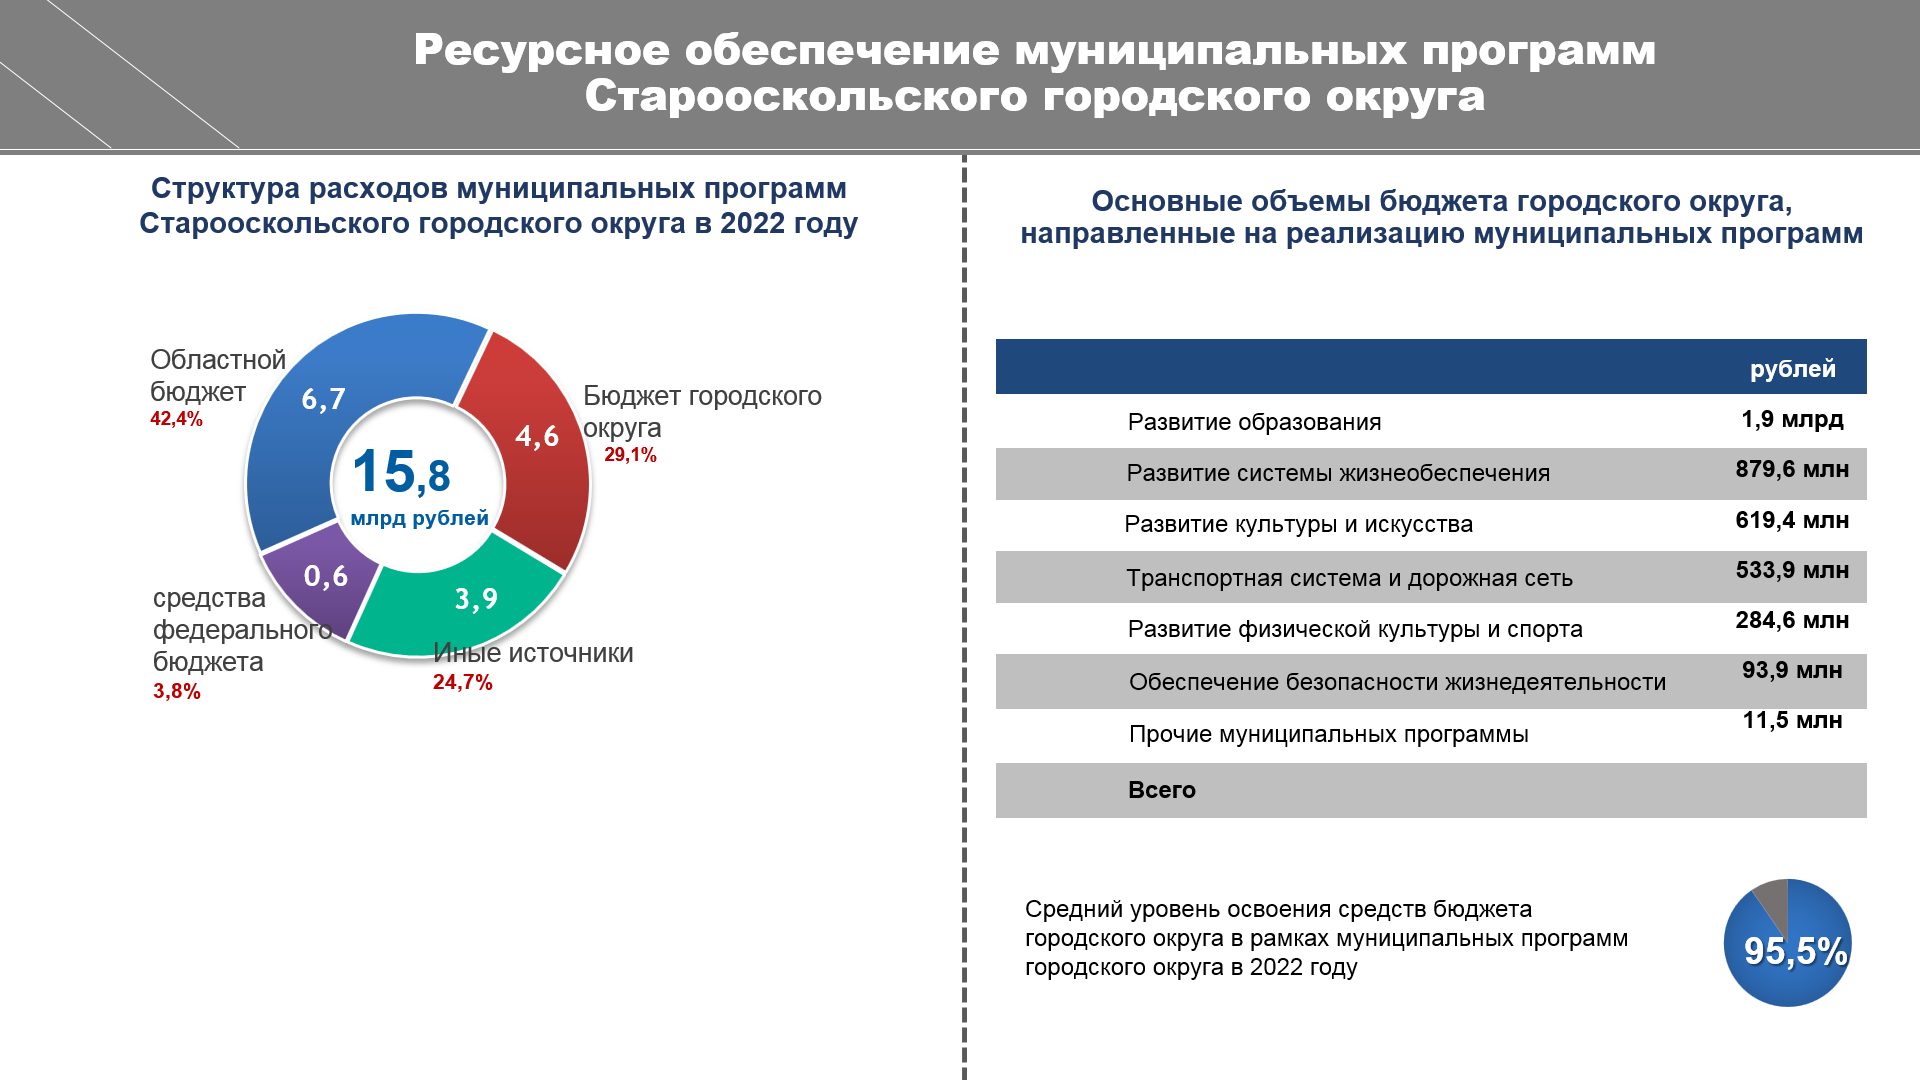 Ресурсное обеспечение муниципальных программ
Старооскольского городского округа
Структура расходов муниципальных программ
Старооскольского городского округа в 2022 году
Областной
бюджет
42,4%
6,7
4,6
Бюджет городского
округа
29,1%
15,8
млрд рублей
0,6
3,9
средства
федерального
бюджета
3,8%
Иные источники
24,7%
Основные объемы бюджета городского округа,
направленные на реализацию муниципальных программ
рублей
Развитие образования 1,9 млрд
Развитие системы жизнеобеспечения 879,6 млн
Развитие культуры и искусства 619,4 млн
Транспортная система и дорожная сеть 533,9 млн
Развитие физической культуры и спорта 284,6 млн
Обеспечение безопасности жизнедеятельности 93,9 млн
Прочие муниципальных программы 11,5 млн
Всего
Средний уровень освоения средств бюджета
городского округа в рамках муниципальных программ
городского округа в 2022 году
95,5%